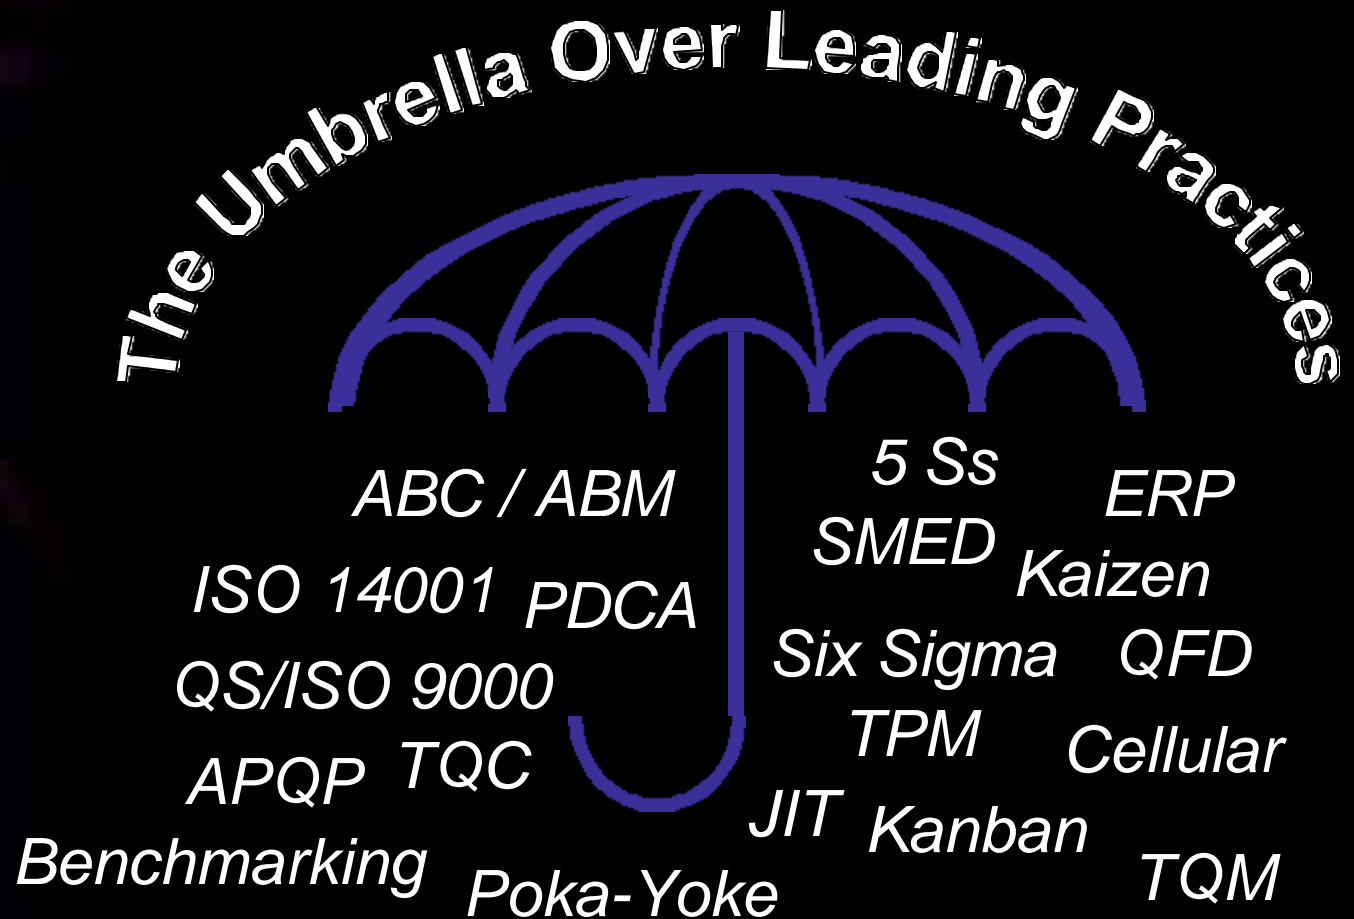 The Umbrella Over Leading Practices
5 Ss
ABC / ABM
ERP
SMED
Kaizen
ISO 14001
PDCA
Six Sigma
QFD
QS/ISO 9000
TPM
Cellular
APQP
TQC
JIT
Kanban
Benchmarking
Poka-Yoke
TQM